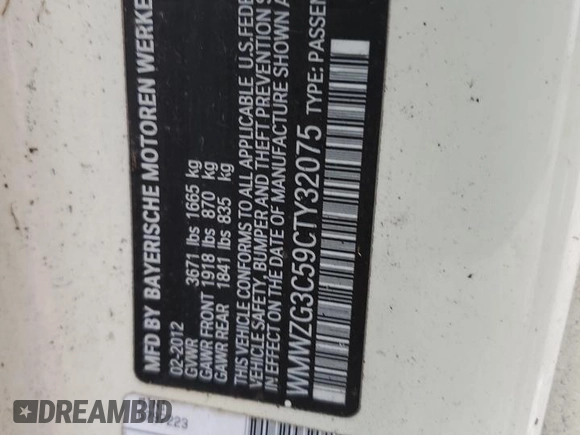 MFD BY BAYERISCHE MOTOREN WERKE
02-2012
GVWR 3671 lbs 1665 kg
GAWR FRONT 1918 lbs 870 kg
GAWR REAR 1841 lbs 835 kg
THIS VEHICLE CONFORMS TO ALL APPLICABLE U.S. FEDE
VEHICLE SAFETY, BUMPER AND THEFT PREVENTION S
IN EFFECT ON THE DATE OF MANUFACTURE SHOWN A
WMWZG3C59CTY32075 TYPE: PASSEN
223
DREAMBID